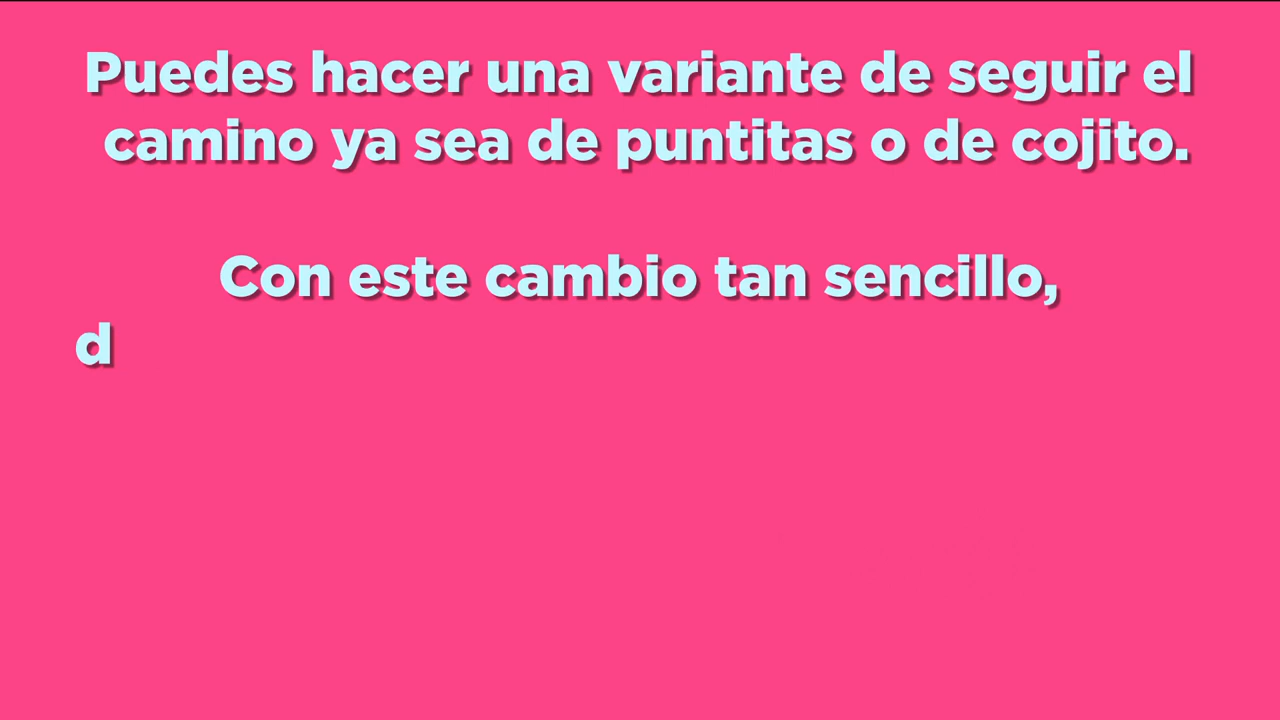 Puedes hacer una variante de seguir el
camino ya sea de puntitas o de cojito.
Con este cambio tan sencillo,
d